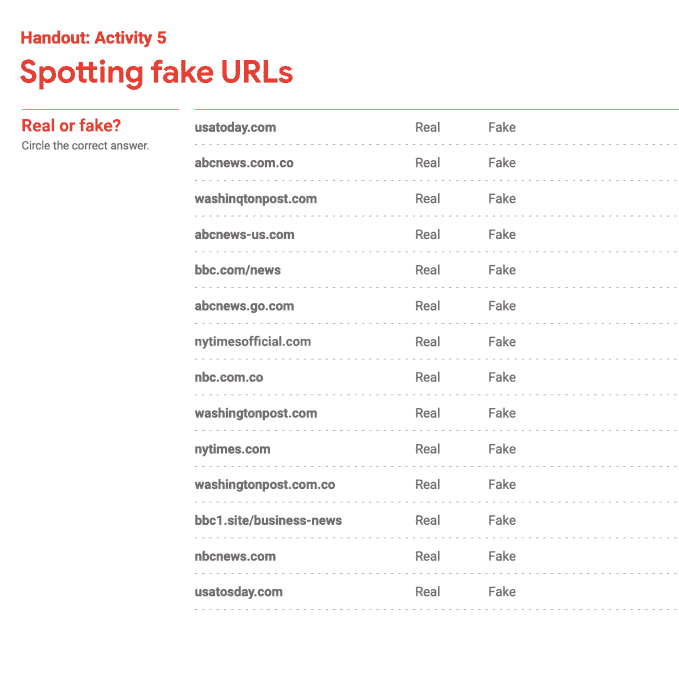 Handout: Activity 5
Spotting fake URLs
Real or fake?
Circle the correct answer.
usatoday.com Real Fake
abcnews.com.co Real Fake
washinqtonpost.com Real Fake
abcnews-us.com Real Fake
bbc.com/news Real Fake
abcnews.go.com Real Fake
nytimesofficial.com Real Fake
nbc.com.co Real Fake
washingtonpost.com Real Fake
nytimes.com Real Fake
washingtonpost.com.co Real Fake
bbc1.site/business-news Real Fake
nbcnews.com Real Fake
usatosday.com Real Fake